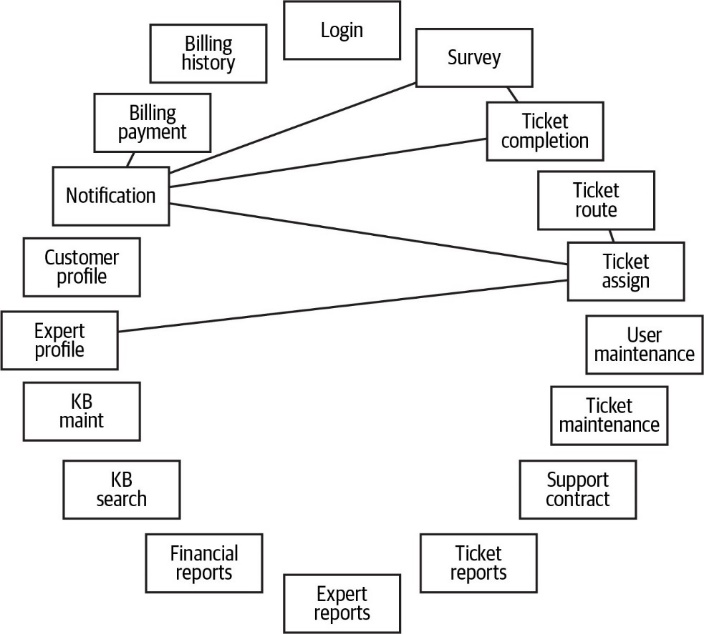 Login
Billing
history
Survey
Billing
payment
Ticket
completion
Notification
Ticket
route
Customer
profile
Ticket
assign
Expert
profile
User
maintenance
KB
maint
Ticket
maintenance
KB
search
Support
contract
Financial
reports
Ticket
reports
Expert
reports